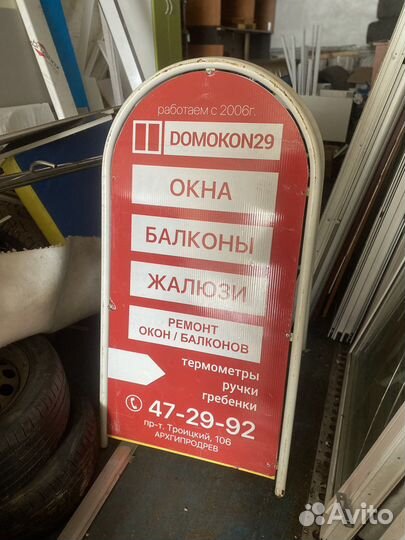 работаем с 2006г.
DOMOKON29
ОКНА
БАЛКОНЫ
ЖАЛЮЗИ
РЕМОНТ
ОКОН / БАЛКОНОВ
термометры
ручки
гребенки
47-29-92
пр-т. Троицкий, 106
АРХГИПРОДРЕВ
Avito